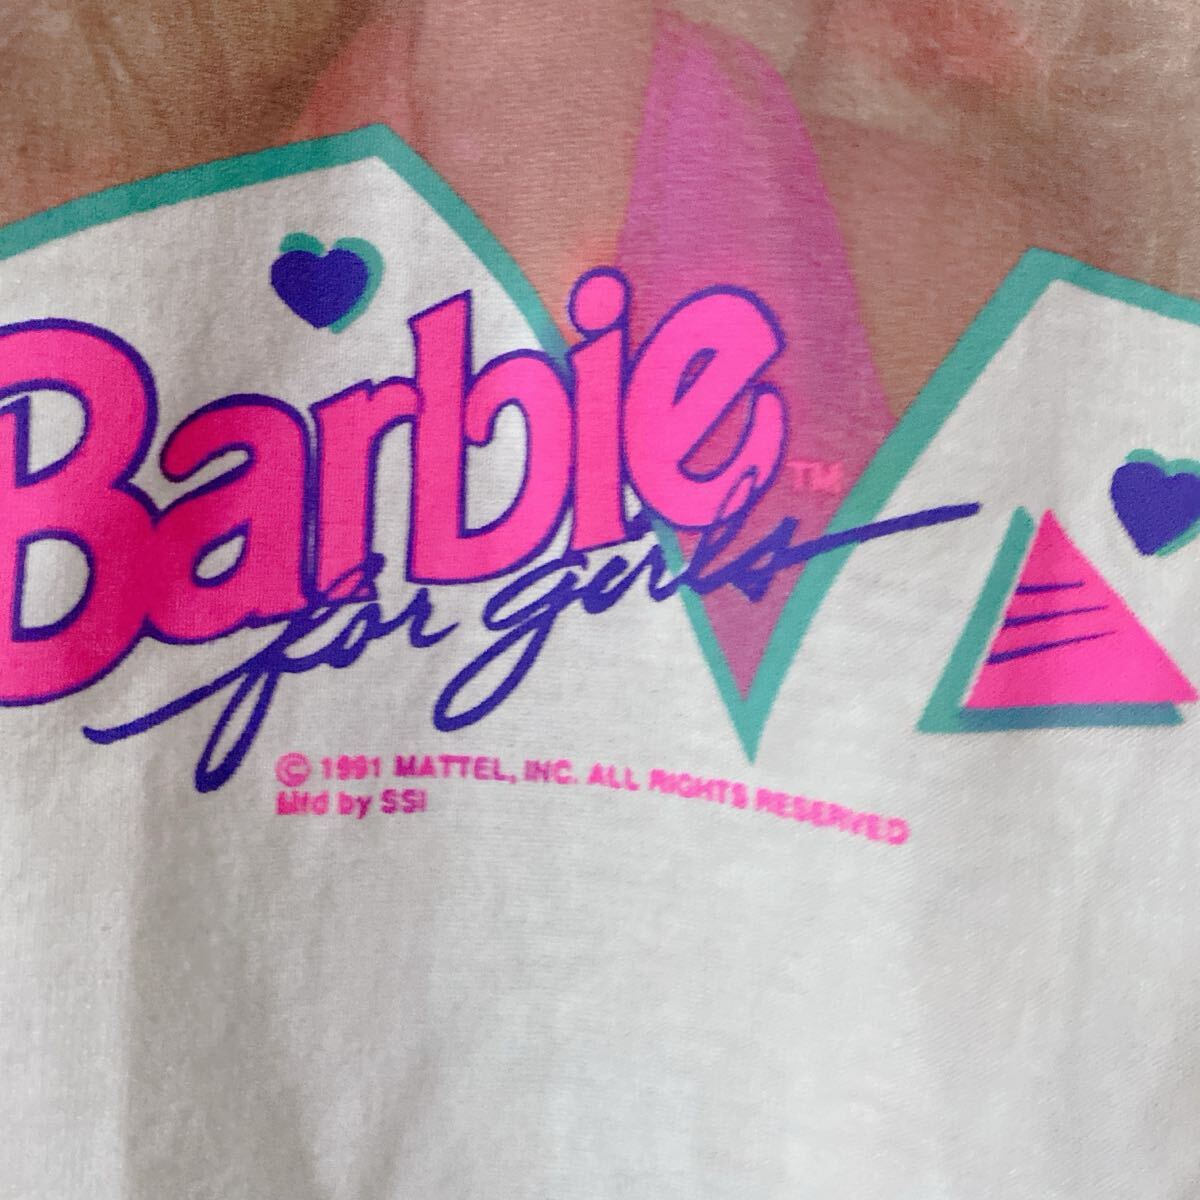 Barbie™
for girls
© 1991 MATTEL, INC. ALL RIGHTS RESERVED
Mfd by SSI